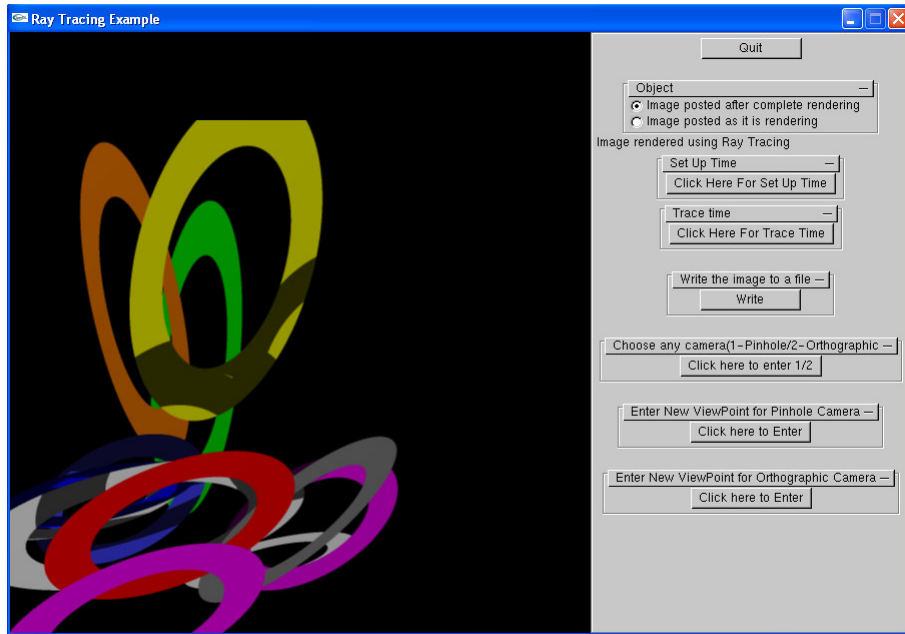 Ray Tracing Example
Quit
Object
Image posted after complete rendering
Image posted as it is rendering
Image rendered using Ray Tracing
Set Up Time
Click Here For Set Up Time
Trace time
Click Here For Trace Time
Write the image to a file
Write
Choose any camera(1-Pinhole/2-Orthographic
Click here to enter 1/2
Enter New ViewPoint for Pinhole Camera
Click here to Enter
Enter New ViewPoint for Orthographic Camera
Click here to Enter